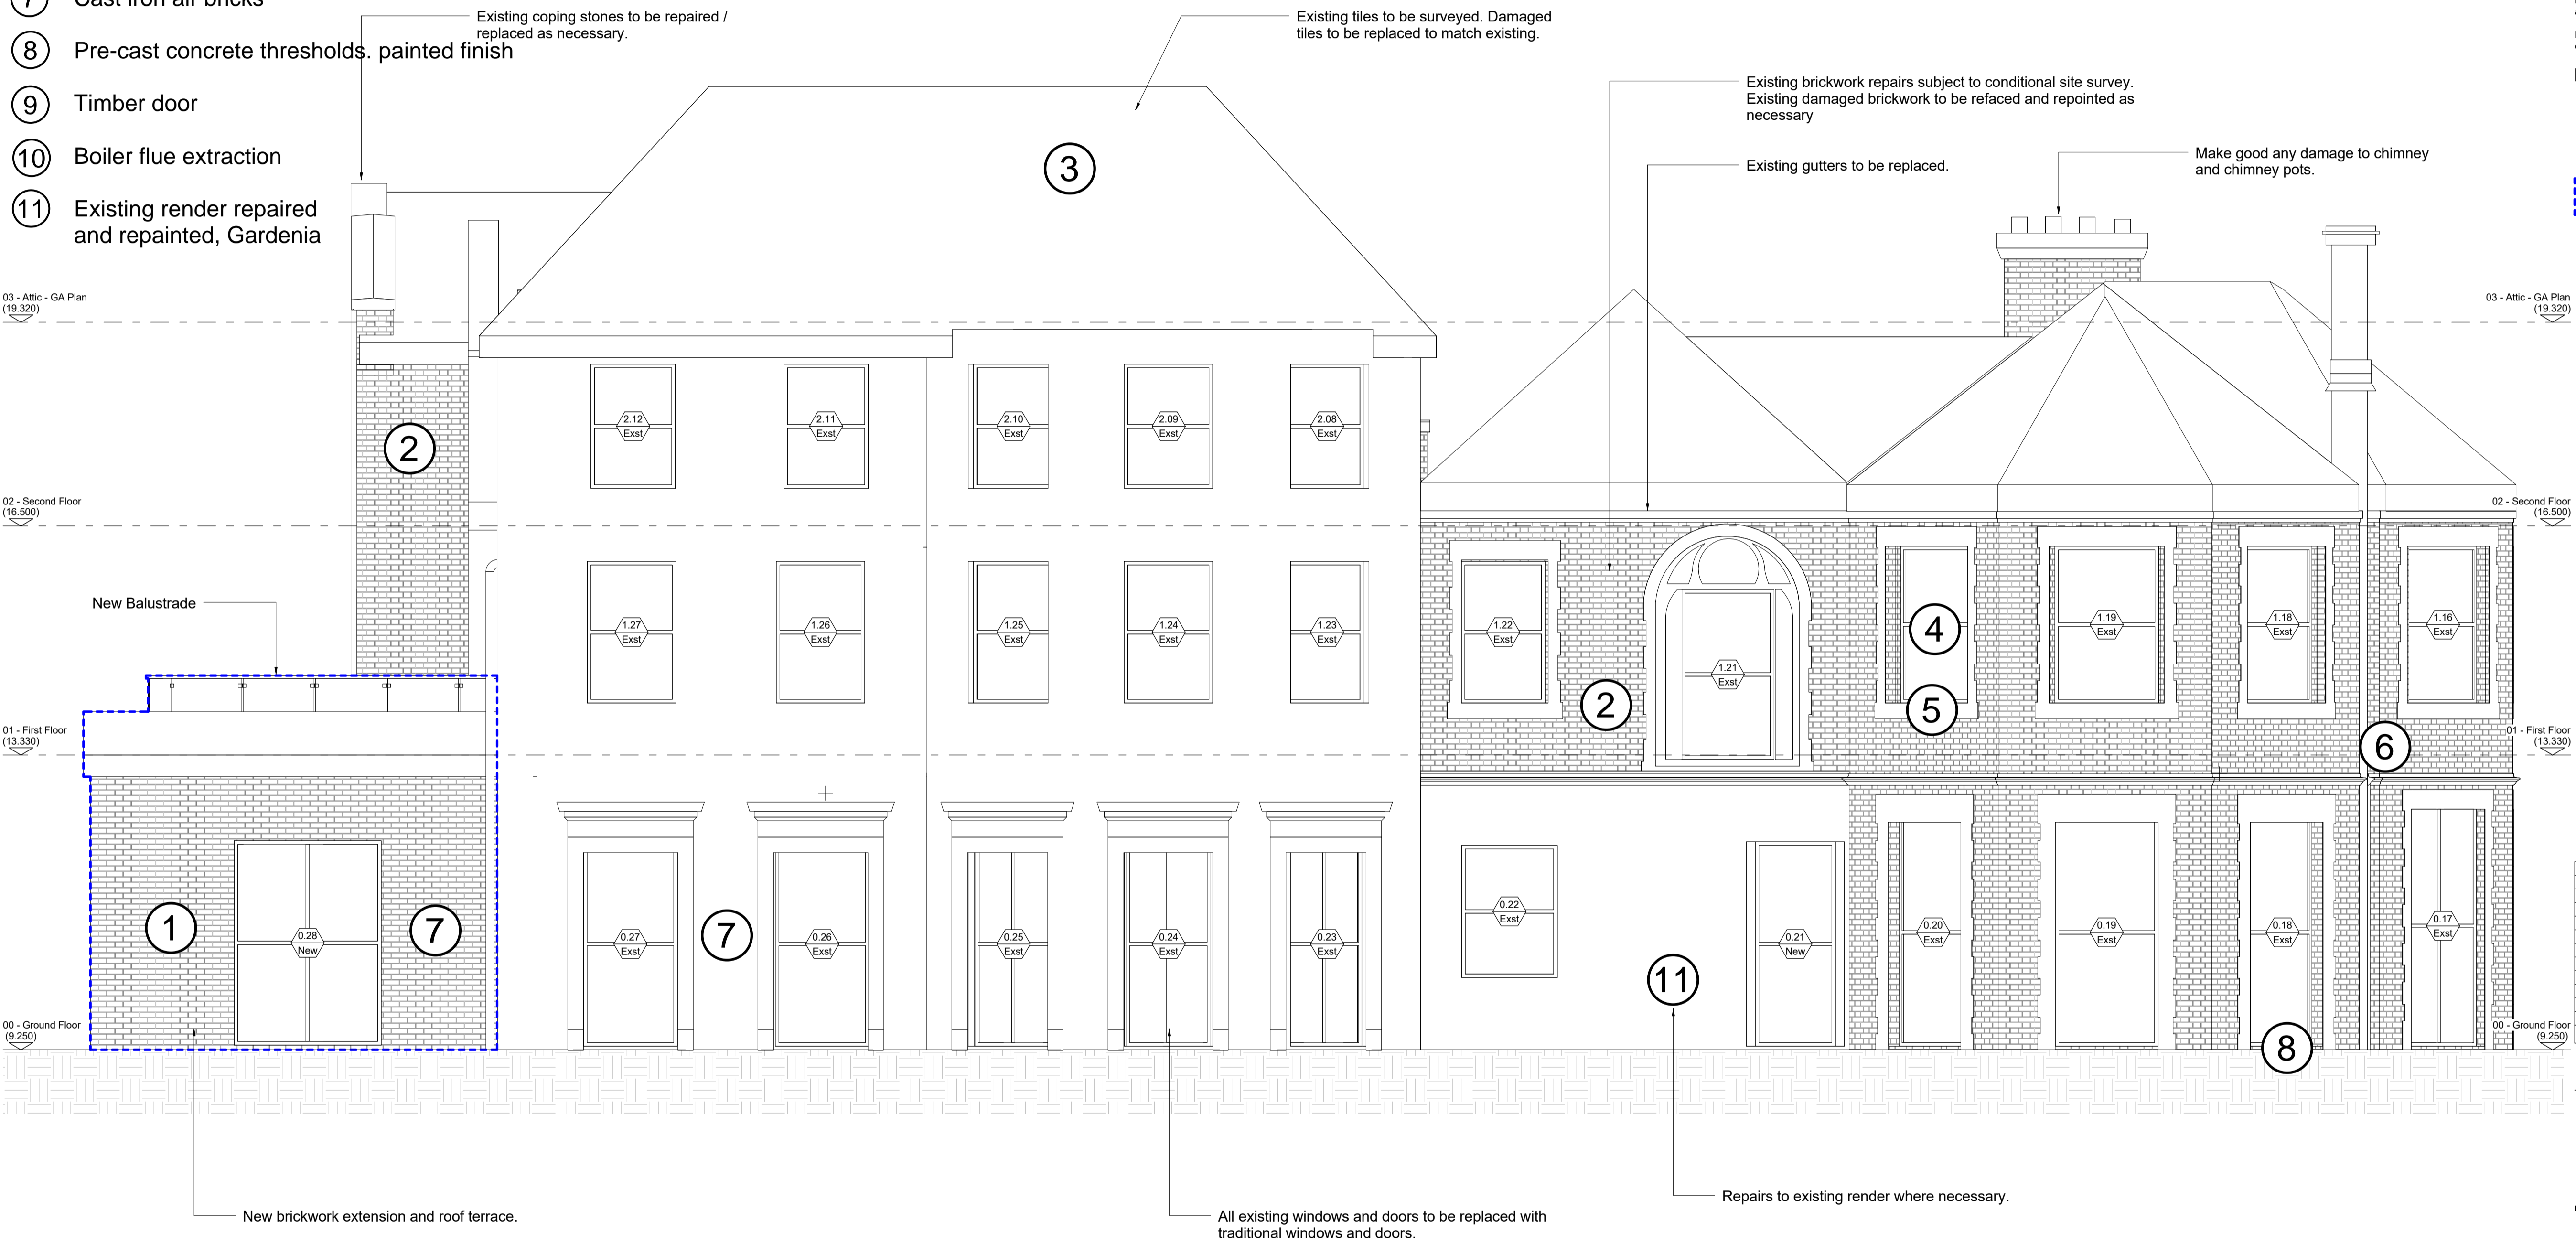 7 Cast iron air bricks
8 Pre-cast concrete thresholds. painted finish
9 Timber door
10 Boiler flue extraction
11 Existing render repaired
and repainted, Gardenia
Existing coping stones to be repaired /
replaced as necessary.
Existing tiles to be surveyed. Damaged
tiles to be replaced to match existing.
Existing brickwork repairs subject to conditional site survey.
Existing damaged brickwork to be refaced and repointed as
necessary
Existing gutters to be replaced.
Make good any damage to chimney
and chimney pots.
3
03 - Attic - GA Plan
(19.320)
03 - Attic - GA Plan
(19.320)
2
2.12
Exst
2.11
Exst
2.10
Exst
2.09
Exst
2.08
Exst
02 - Second Floor
(16.500)
02 - Second Floor
(16.500)
New Balustrade
1.27
Exst
1.26
Exst
1.25
Exst
1.24
Exst
1.23
Exst
1.22
Exst
1.21
Exst
4
1.19
Exst
1.18
Exst
1.16
Exst
2
5
6
01 - First Floor
(13.330)
01 - First Floor
(13.330)
1
0.28
New
7
0.27
Exst
7
0.26
Exst
0.25
Exst
0.24
Exst
0.23
Exst
0.22
Exst
11
0.21
New
0.20
Exst
0.19
Exst
0.18
Exst
0.17
Exst
8
00 - Ground Floor
(9.250)
00 - Ground Floor
(9.250)
New brickwork extension and roof terrace.
All existing windows and doors to be replaced with
traditional windows and doors.
Repairs to existing render where necessary.